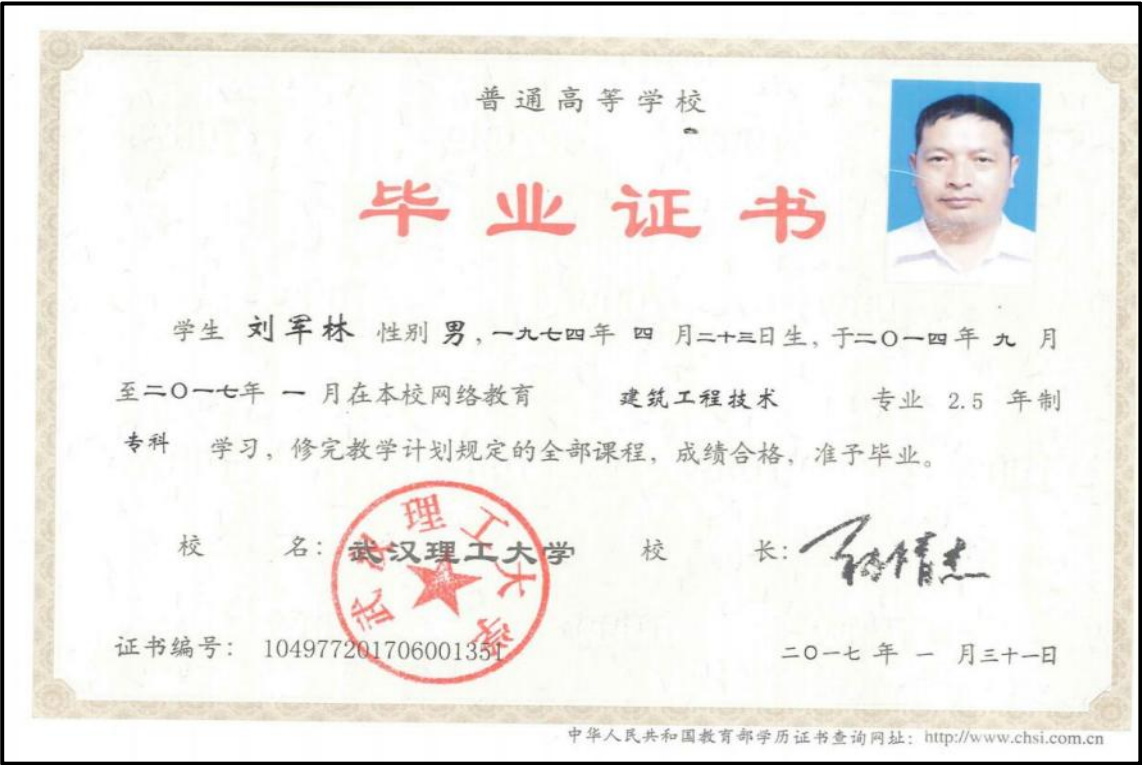 普通高等学校
毕业证书
学生 刘军林 性别 男，一九七四年 四 月二十三日生，于二〇一四年 九 月
至二〇一七年 一 月在本校网络教育 建筑工程技术 专业 2.5 年制
专科 学习，修完教学计划规定的全部课程，成绩合格，准予毕业。
校 名：武汉理工大学 校 长：
武汉理工大学
证书编号： 104977201706001351 二〇一七 年 一 月三十一日
中华人民共和国教育部学历证书查询网址：http://www.chsi.com.cn